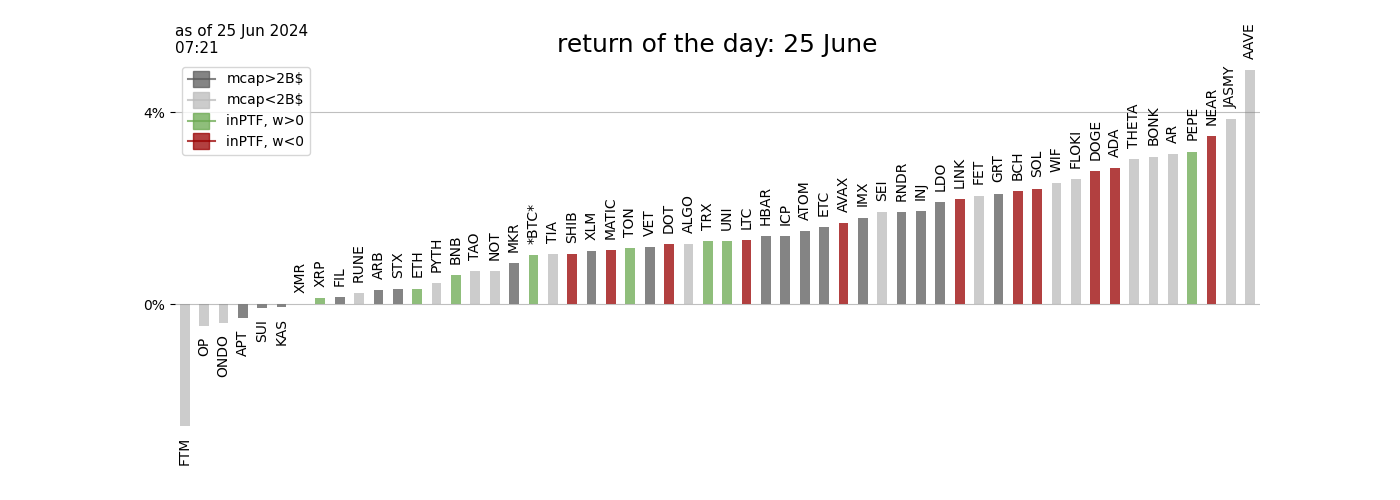 as of 25 Jun 2024
07:21
return of the day: 25 June
mcap>2B$
mcap<2B$
inPTF, w>0
inPTF, w<0
4%
0%
FTM
OP
ONDO
APT
SUI
KAS
XMR
XRP
FIL
RUNE
ARB
STX
ETH
PYTH
BNB
TAO
NOT
MKR
*BTC*
TIA
SHIB
XLM
MATIC
TON
VET
DOT
ALGO
TRX
UNI
LTC
HBAR
ICP
ATOM
ETC
AVAX
IMX
SEI
RNDR
INJ
LDO
LINK
FET
GRT
BCH
SOL
WIF
FLOKI
DOGE
ADA
THETA
BONK
AR
PEPE
NEAR
JASMY
AAVE